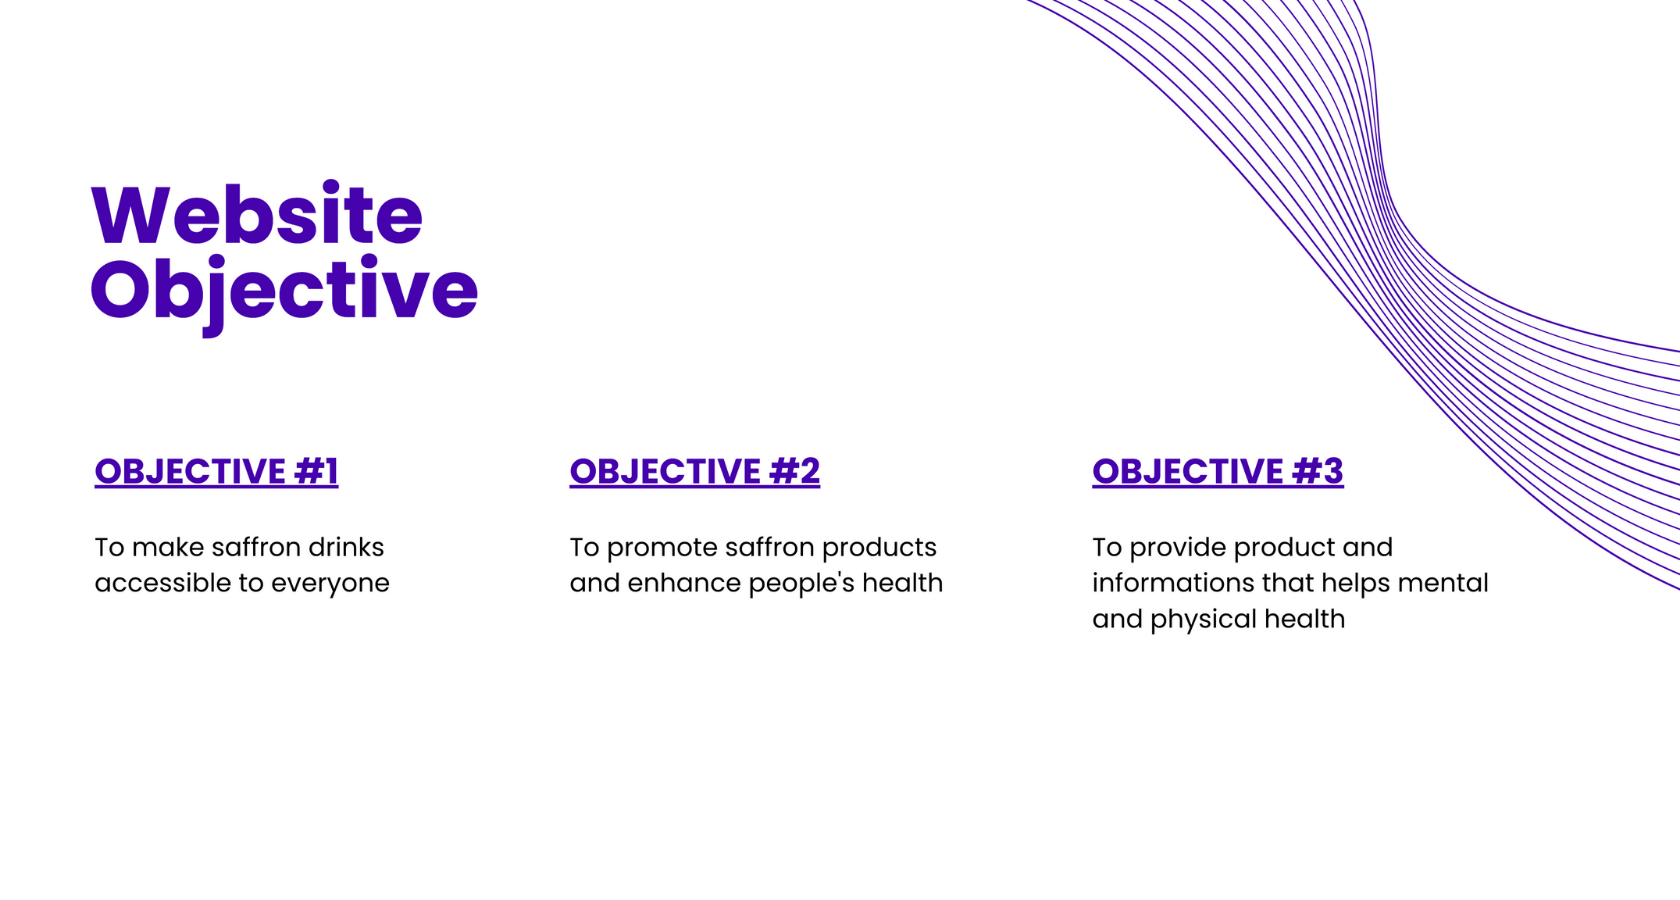 Website
Objective
OBJECTIVE #1
To make saffron drinks
accessible to everyone
OBJECTIVE #2
To promote saffron products
and enhance people's health
OBJECTIVE #3
To provide product and
informations that helps mental
and physical health